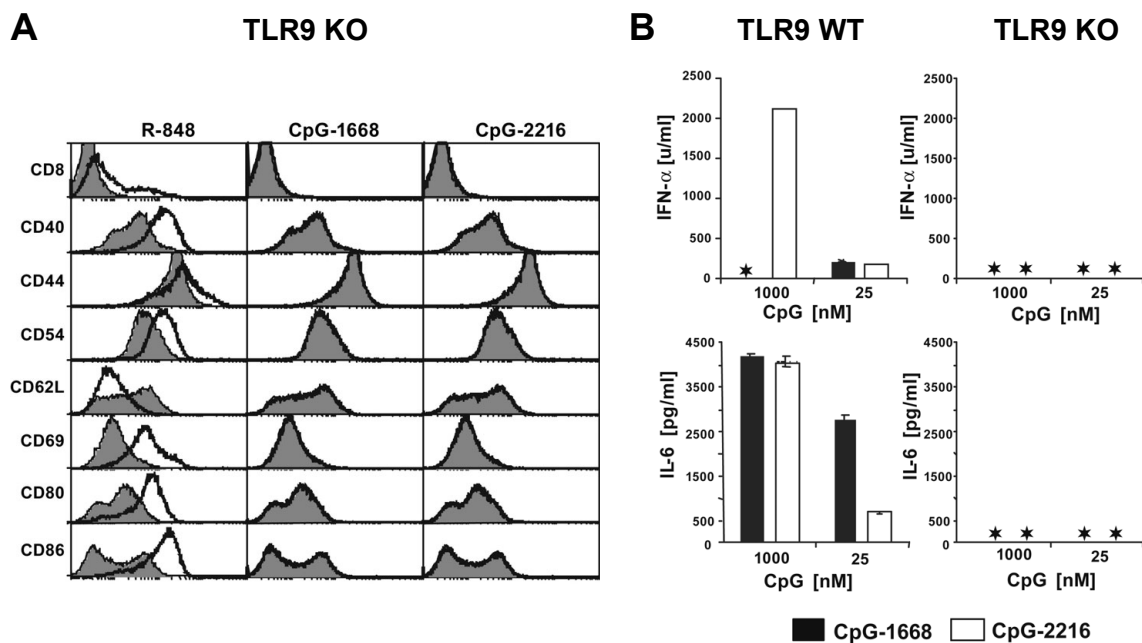 A
TLR9 KO
R-848
CpG-1668
CpG-2216
CD8
CD40
CD44
CD54
CD62L
CD69
CD80
CD86
B
TLR9 WT
TLR9 KO
IFN-α [u/ml]
2500
2000
1500
1000
500
0
1000
25
CpG [nM]
IFN-α [u/ml]
2500
2000
1500
1000
500
0
1000
25
CpG [nM]
IL-6 [pg/ml]
4500
3500
2500
1500
500
0
1000
25
CpG [nM]
IL-6 [pg/ml]
4500
3500
2500
1500
500
0
1000
25
CpG [nM]
CpG-1668
CpG-2216